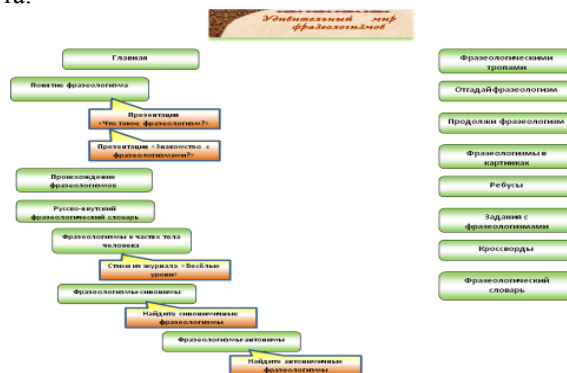 та.
Удивительный мир
фразеологизмов
Главная
Понятие фразеологизма
Презентация
«Что такое фразеологизм?»
Презентация «Знакомство с
фразеологизмами?»
Происхождение
фразеологизмов
Русско-якутский
фразеологический словарь
Фразеологизмы в частях тела
человека
Стихи из журнала «Весёлые
уроки»
Фразеологизмы-синонимы
Найдите синонимичные
фразеологизмы
Фразеологизмы-антонимы
Найдите антонимичные
фразеологизмы
Фразеологическими
тропами
Отгадай фразеологизм
Продолжи фразеологизм
Фразеологизмы в
картинках
Ребусы
Задания с
фразеологизмами
Кроссворды
Фразеологический
словарь